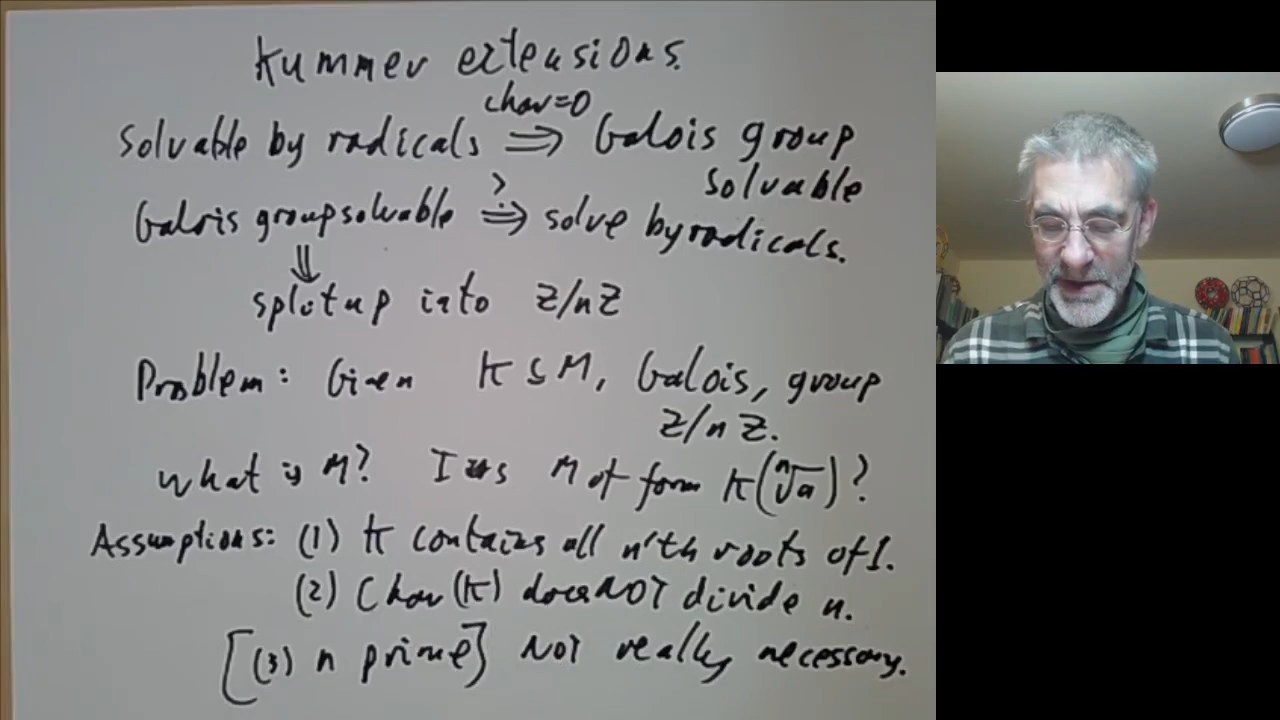 Kummer extensions.
char=0
Solvable by radicals ⇒ Galois group
solvable
Galois group solvable ?⇒ solve by radicals.
⇓
split up into Z/nZ
Problem: Given K ⊆ M, Galois, group
Z/nZ.
What is M? Is M of form K(ⁿ√a)?
Assumptions: (1) K contains all n'th roots of 1.
(2) Char(K) does NOT divide n.
[(3) n prime] NOT really necessary.